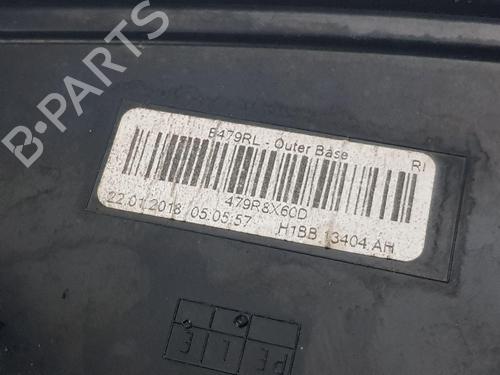 B479RL - Outer Base
RI
479R8X60D
22.01.2018 05:05:57
H1BB 13404 AH
B-PARTS